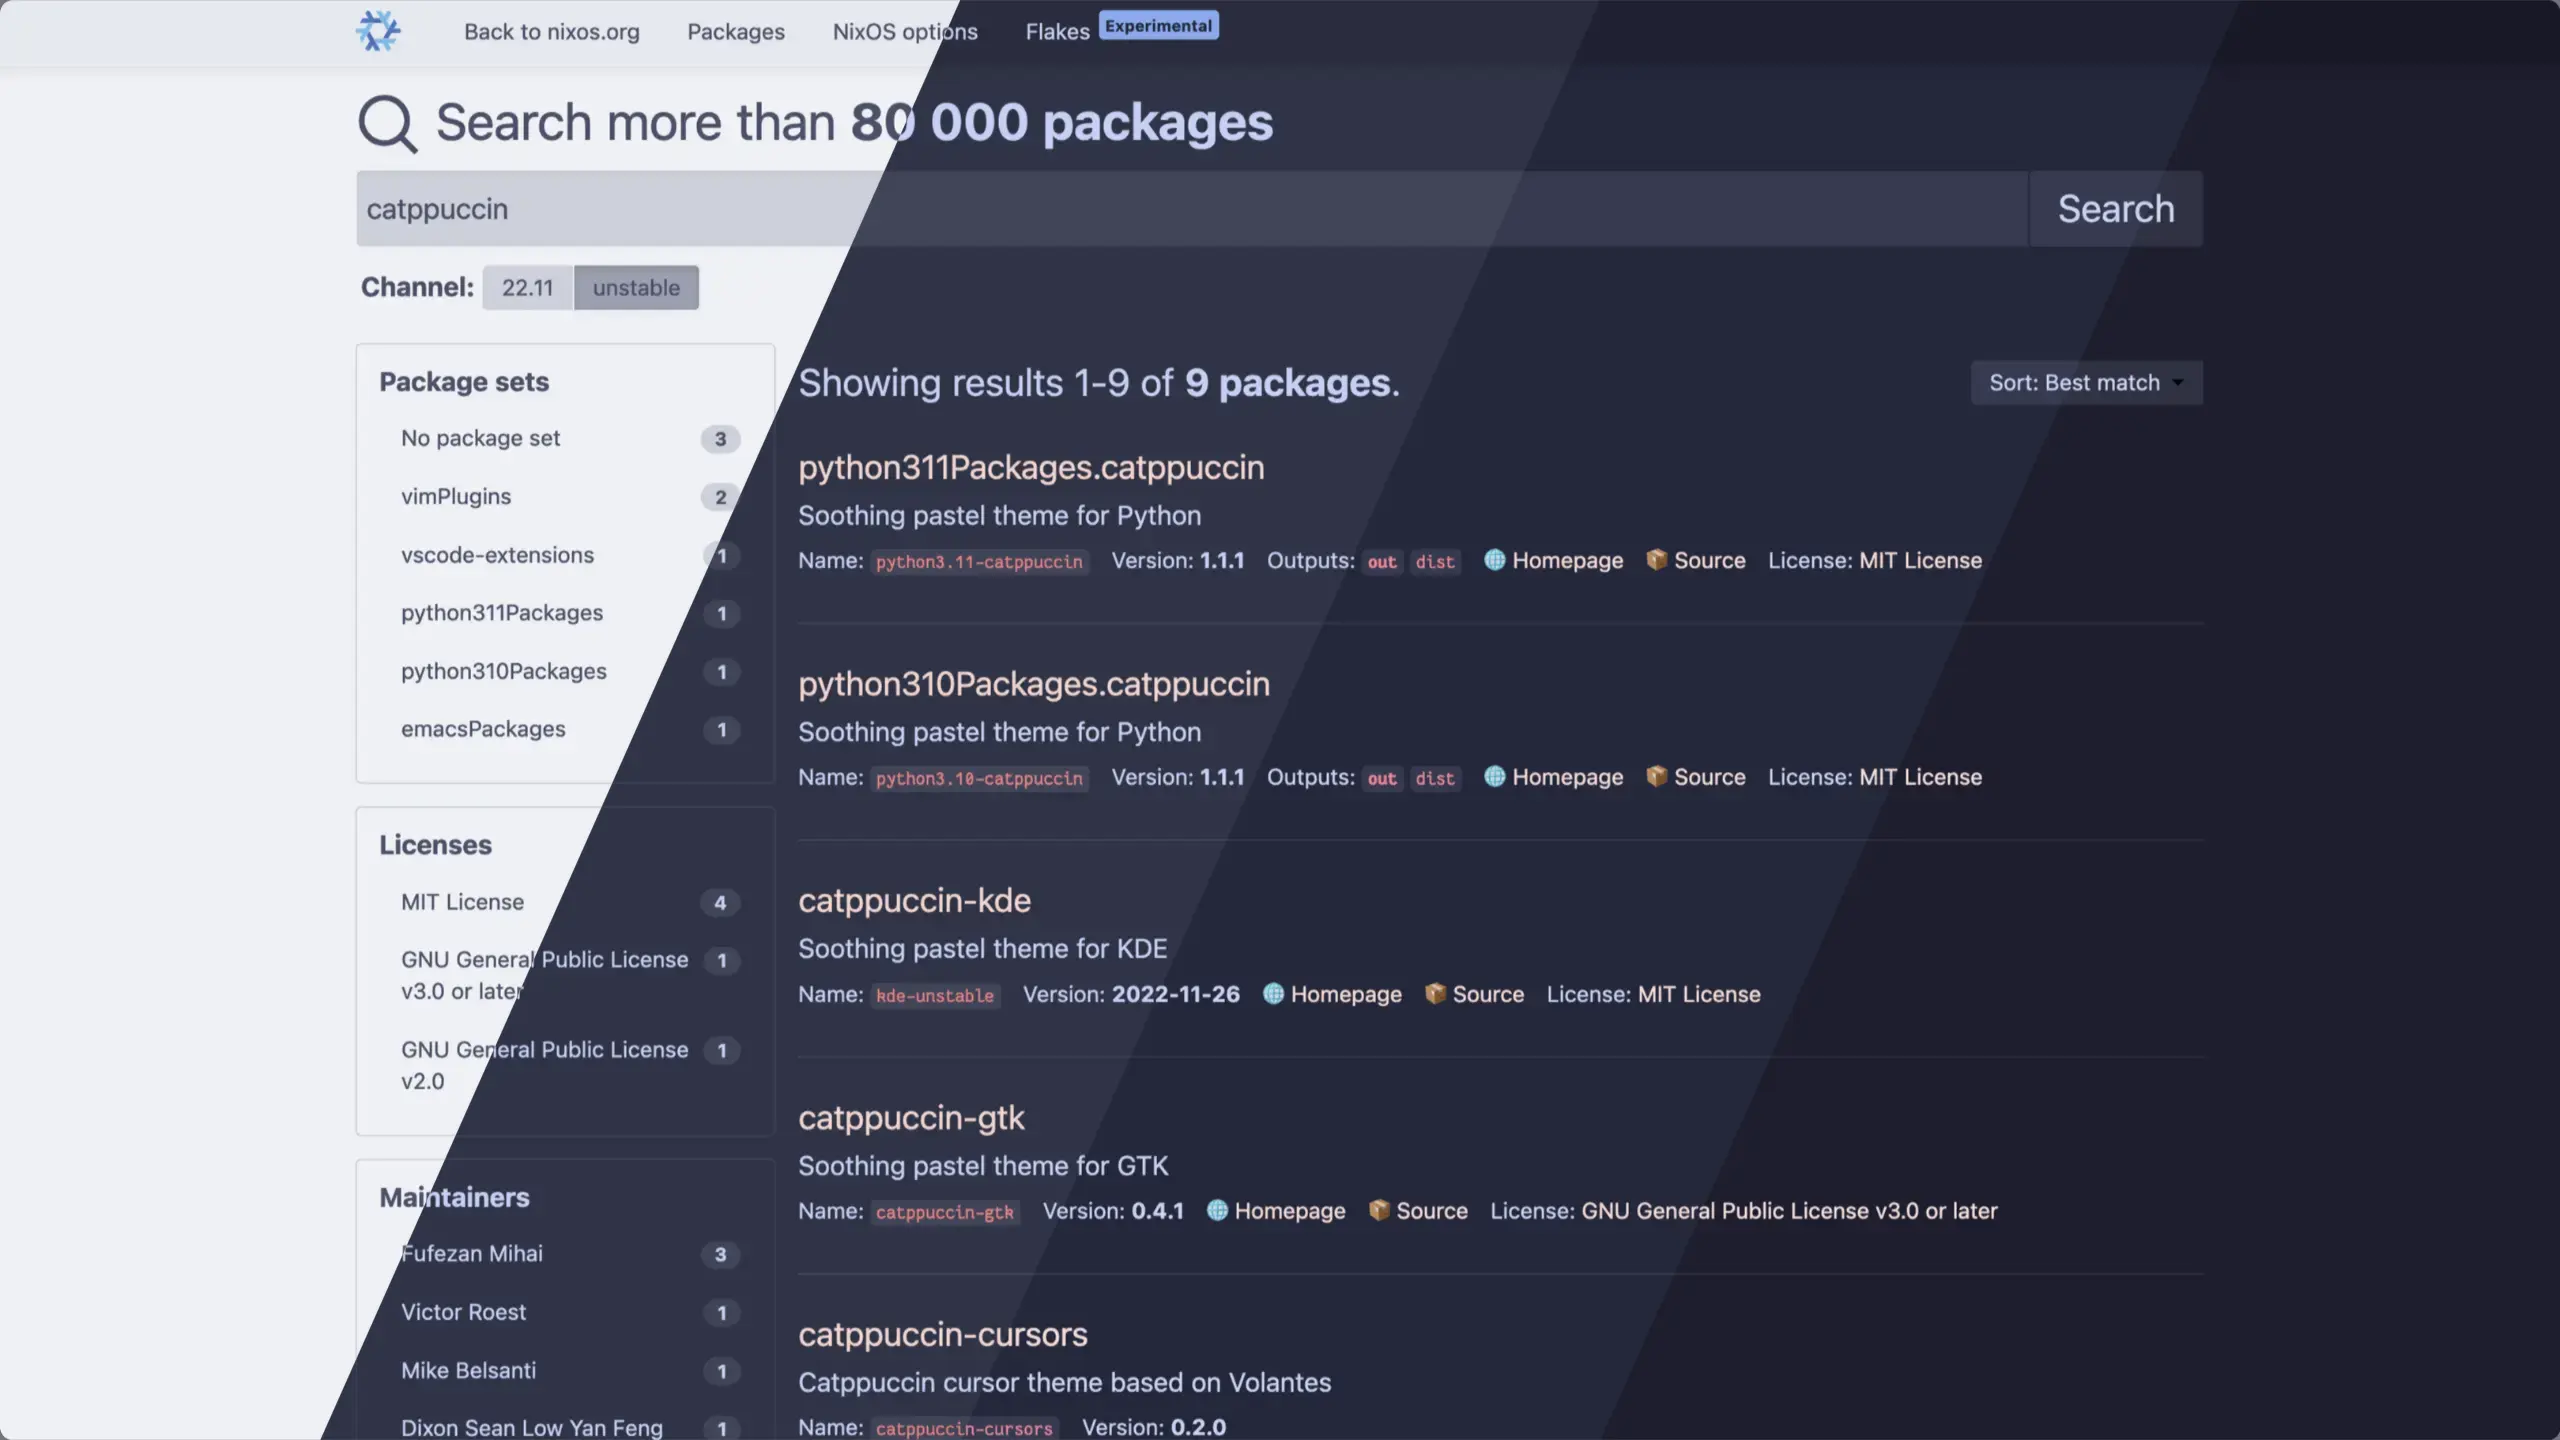 Back to nixos.org Packages NixOS options Flakes Experimental
Search more than 80 000 packages
catppuccin Search
Channel: 22.11 unstable
Package sets
No package set 3
vimPlugins 2
vscode-extensions 1
python311Packages 1
python310Packages 1
emacsPackages 1
Licenses
MIT License 4
GNU General Public License 1
v3.0 or later
GNU General Public License 1
v2.0
Maintainers
Fufezan Mihai 3
Victor Roest 1
Mike Belsanti 1
Dixon Sean Low Yan Feng 1
Showing results 1-9 of 9 packages. Sort: Best match
python311Packages.catppuccin
Soothing pastel theme for Python
Name: python3.11-catppuccin Version: 1.1.1 Outputs: out dist Homepage Source License: MIT License
python310Packages.catppuccin
Soothing pastel theme for Python
Name: python3.10-catppuccin Version: 1.1.1 Outputs: out dist Homepage Source License: MIT License
catppuccin-kde
Soothing pastel theme for KDE
Name: kde-unstable Version: 2022-11-26 Homepage Source License: MIT License
catppuccin-gtk
Soothing pastel theme for GTK
Name: catppuccin-gtk Version: 0.4.1 Homepage Source License: GNU General Public License v3.0 or later
catppuccin-cursors
Catppuccin cursor theme based on Volantes
Name: catppuccin-cursors Version: 0.2.0